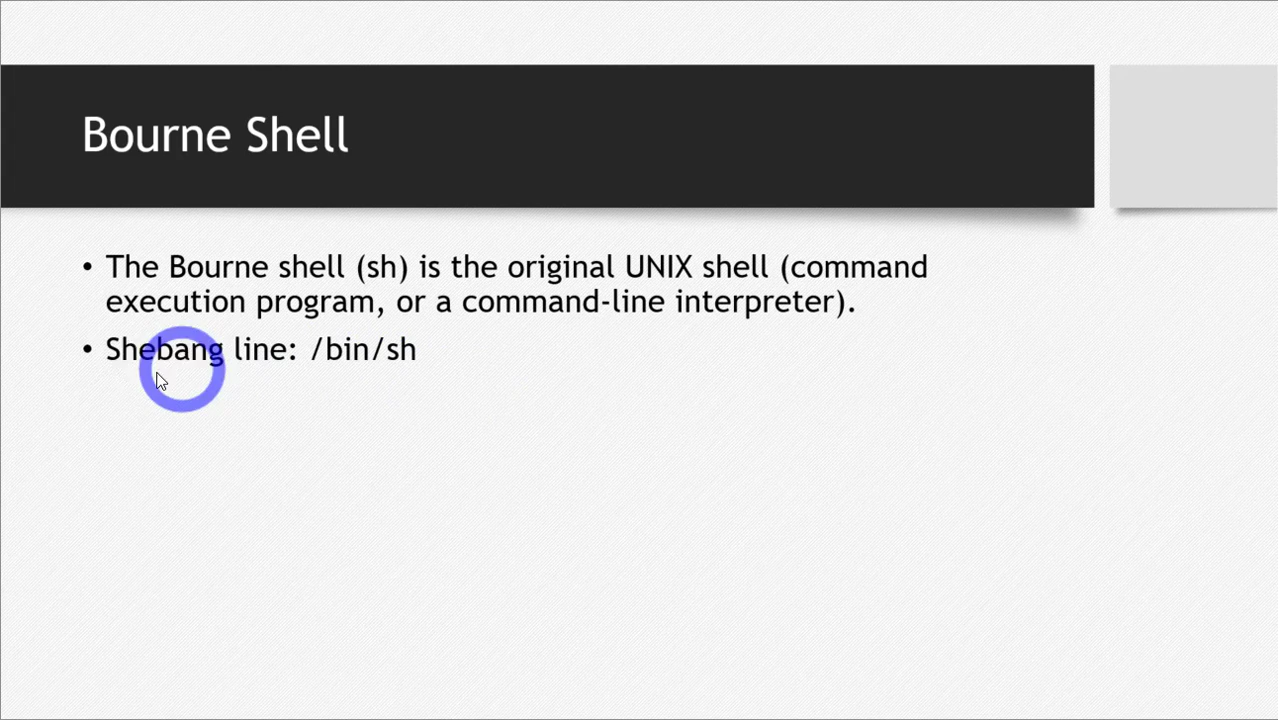 Bourne Shell
• The Bourne shell (sh) is the original UNIX shell (command
execution program, or a command-line interpreter).
• Shebang line: /bin/sh